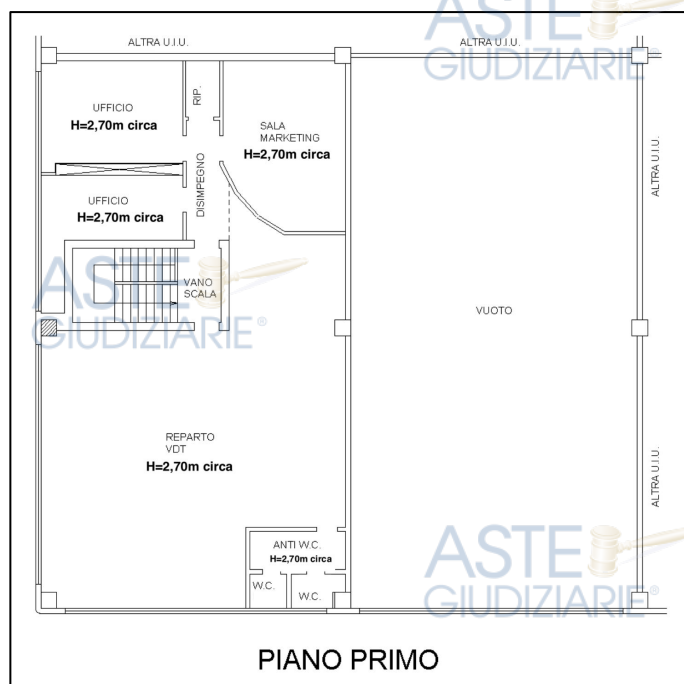 ASTE
GIUDIZIARIE®
ALTRA U.I.U.
ALTRA U.I.U.
UFFICIO
H=2,70m circa
RIP.
SALA
MARKETING
H=2,70m circa
ALTRA U.I.U.
DISIMPEGNO
UFFICIO
H=2,70m circa
ASTE
GIUDIZIARIE®
VANO
SCALA
VUOTO
REPARTO
VDT
H=2,70m circa
ALTRA U.I.U.
ANTI W.C.
H=2,70m circa
W.C.
W.C.
ASTE
GIUDIZIARIE®
PIANO PRIMO